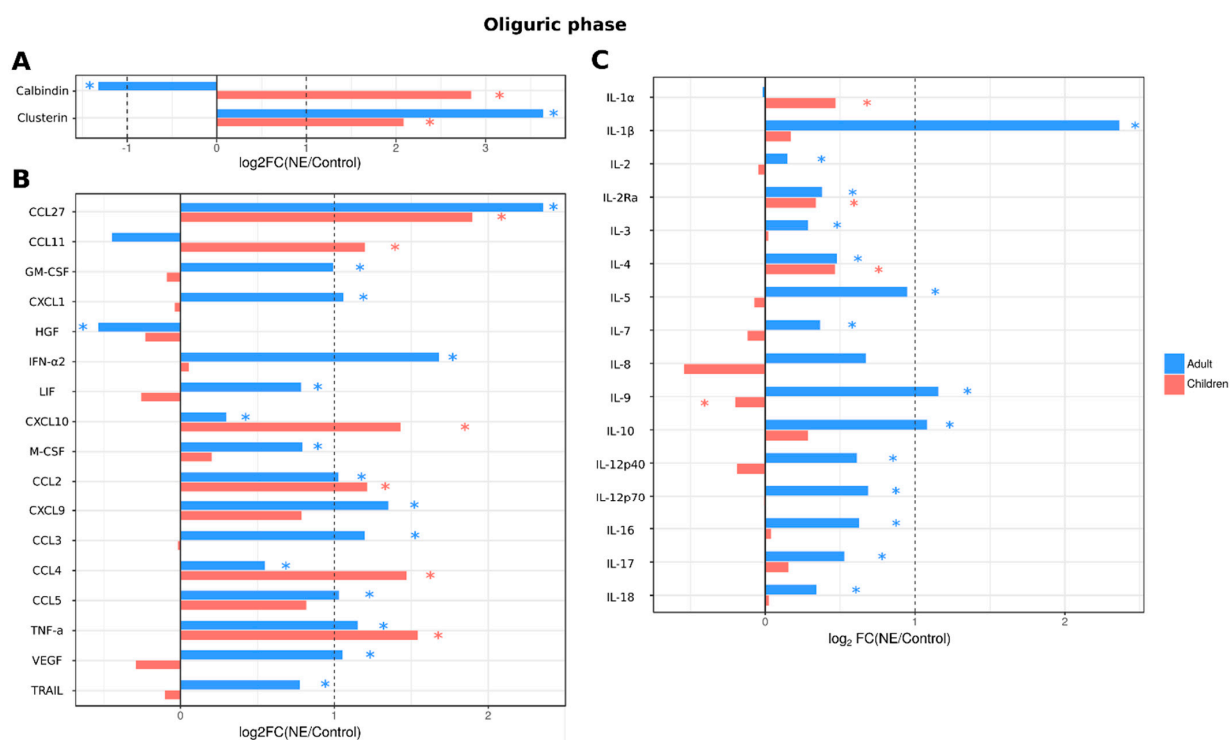 Oliguric phase
A
Calbindin
Clusterin
-1 0 1 2 3
log2FC(NE/Control)
B
CCL27
CCL11
GM-CSF
CXCL1
HGF
IFN-α2
LIF
CXCL10
M-CSF
CCL2
CXCL9
CCL3
CCL4
CCL5
TNF-a
VEGF
TRAIL
0 1 2
log2FC(NE/Control)
C
IL-1α
IL-1β
IL-2
IL-2Ra
IL-3
IL-4
IL-5
IL-7
IL-8
IL-9
IL-10
IL-12p40
IL-12p70
IL-16
IL-17
IL-18
0 1 2
log₂ FC(NE/Control)
Adult
Children